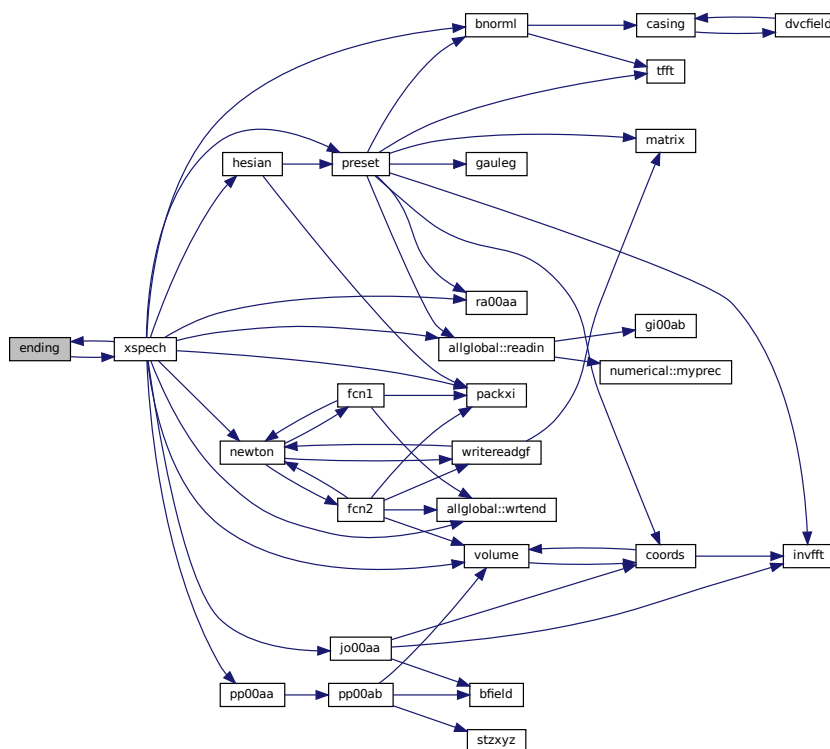 bnorml
casing
dvcfield
tfft
matrix
hesian
preset
gauleg
ra00aa
gi00ab
ending
xspech
allglobal::readin
numerical::myprec
fcn1
packxi
newton
writereadgf
fcn2
allglobal::wrtend
volume
coords
invfft
jo00aa
pp00aa
pp00ab
bfield
stzxyz